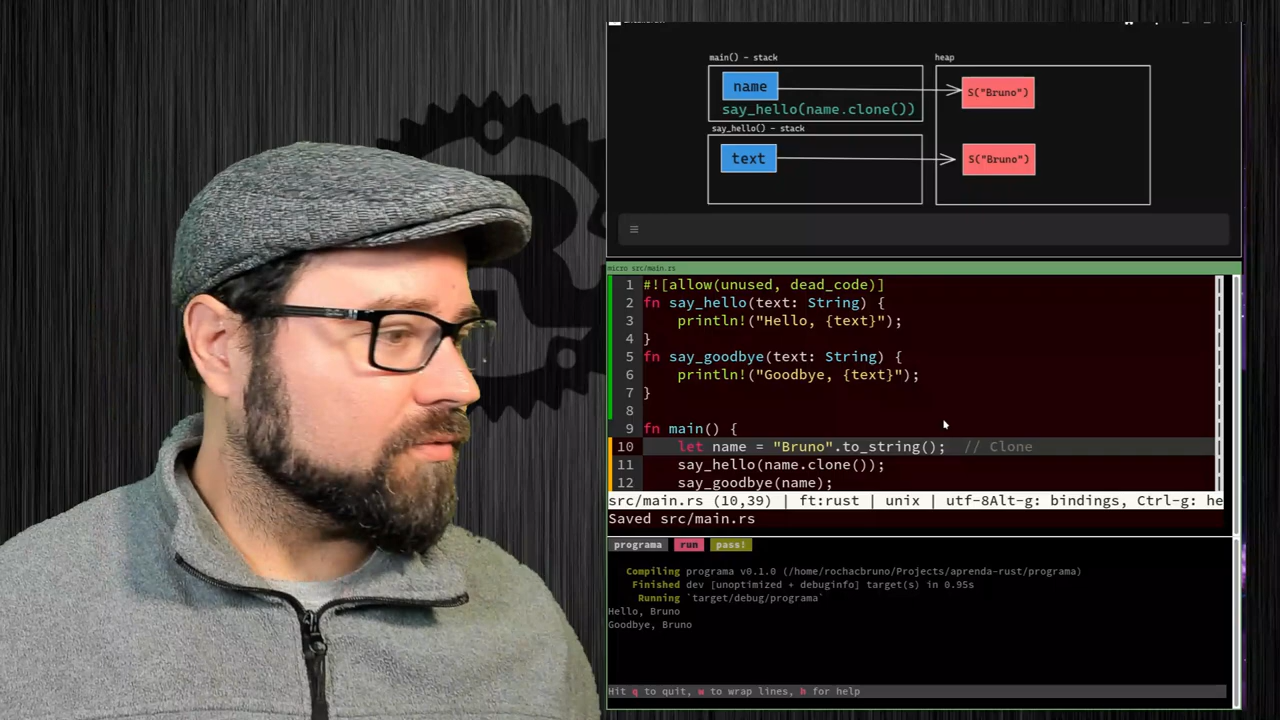 main() - stack
heap
name
S("Bruno")
say_hello(name.clone())
say_hello() - stack
text
S("Bruno")
micro src/main.rs
1 #![allow(unused, dead_code)]
2 fn say_hello(text: String) {
3 println!("Hello, {text}");
4 }
5 fn say_goodbye(text: String) {
6 println!("Goodbye, {text}");
7 }
8
9 fn main() {
10 let name = "Bruno".to_string(); // Clone
11 say_hello(name.clone());
12 say_goodbye(name);
src/main.rs (10,39) | ft:rust | unix | utf-8Alt-g: bindings, Ctrl-g: he
Saved src/main.rs
programa run pass!
Compiling programa v0.1.0 (/home/rochacbruno/Projects/aprenda-rust/programa)
Finished dev [unoptimized + debuginfo] target(s) in 0.95s
Running `target/debug/programa`
Hello, Bruno
Goodbye, Bruno
Hit q to quit, w to wrap lines, h for help